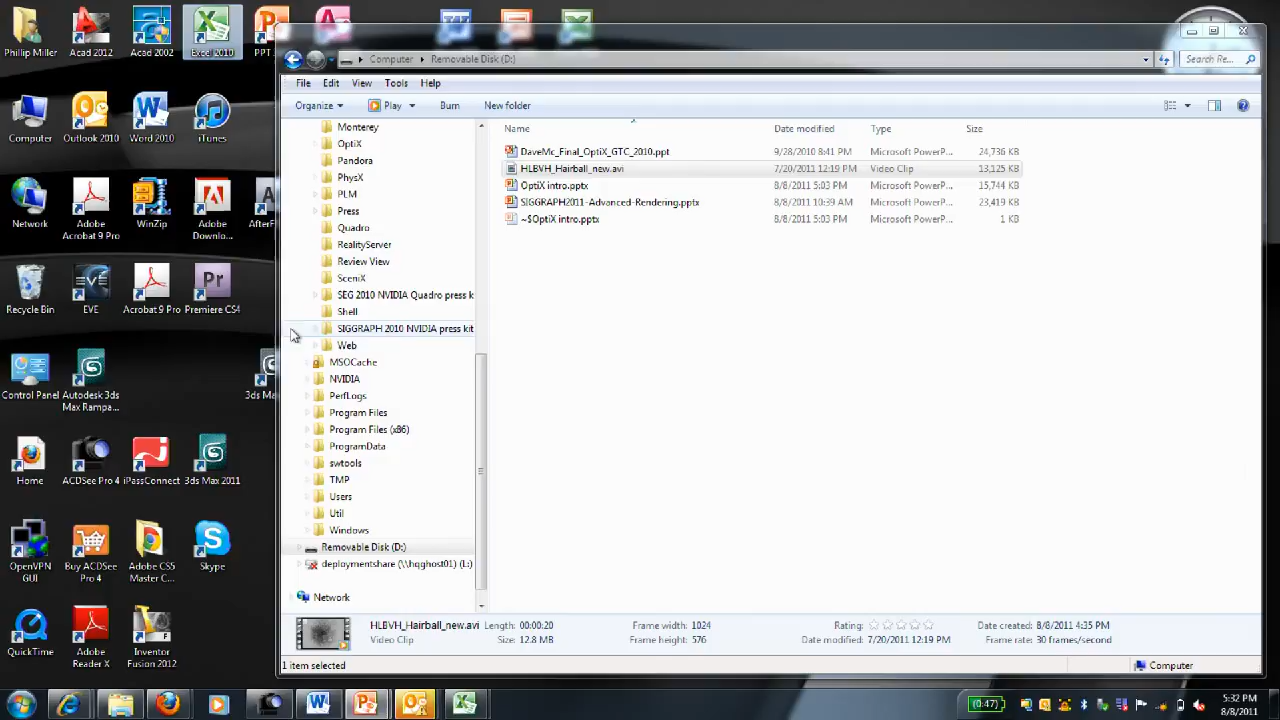 Phillip Miller
Acad 2012
Acad 2002
Excel 2010
PPT
Computer
Outlook 2010
Word 2010
iTunes
Network
Adobe Acrobat 9 Pro
WinZip
Adobe Downlo...
AfterF
Recycle Bin
EVE
Acrobat 9 Pro
Premiere CS4
Control Panel
Autodesk 3ds Max Rampa...
3ds Ma
Home
ACDSee Pro 4
iPassConnect
3ds Max 2011
OpenVPN GUI
Buy ACDSee Pro 4
Adobe CS5 Master C...
Skype
QuickTime
Adobe Reader X
Inventor Fusion 2012
Computer Removable Disk (D:)
Search Re...
File Edit View Tools Help
Organize Play Burn New folder
Monterey
OptiX
Pandora
PhysX
PLM
Press
Quadro
RealityServer
Review View
SceniX
SEG 2010 NVIDIA Quadro press k
Shell
SIGGRAPH 2010 NVIDIA press kit
Web
MSOCache
NVIDIA
PerfLogs
Program Files
Program Files (x86)
ProgramData
swtools
TMP
Users
Util
Windows
Removable Disk (D:)
deploymentshare (\\hqghost01) (L:)
Network
Name Date modified Type Size
DaveMc_Final_OptiX_GTC_2010.ppt 9/28/2010 8:41 PM Microsoft PowerP... 24,736 KB
HLBVH_Hairball_new.avi 7/20/2011 12:19 PM Video Clip 13,125 KB
OptiX intro.pptx 8/8/2011 5:03 PM Microsoft PowerP... 15,744 KB
SIGGRAPH2011-Advanced-Rendering.pptx 8/8/2011 10:39 AM Microsoft PowerP... 23,419 KB
~$OptiX intro.pptx 8/8/2011 5:03 PM Microsoft PowerP... 1 KB
HLBVH_Hairball_new.avi Length: 00:00:20 Frame width: 1024 Rating: Date created: 8/8/2011 4:35 PM
Video Clip Size: 12.8 MB Frame height: 576 Date modified: 7/20/2011 12:19 PM Frame rate: 30 frames/second
1 item selected Computer
(0:47)
5:32 PM
8/8/2011